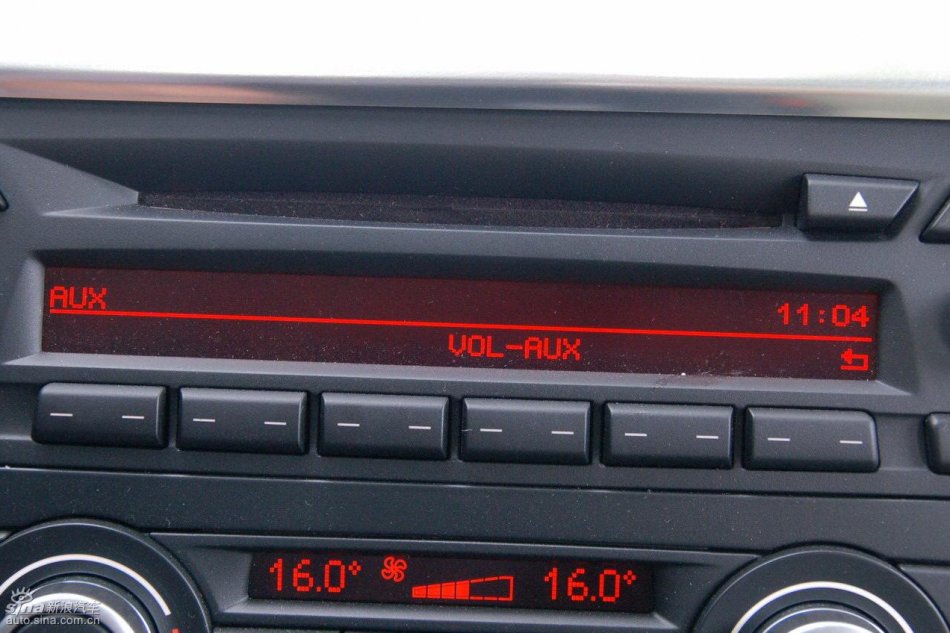 AUX
11:04
VOL-AUX
16.0°
16.0°
sina新浪汽车
auto.sina.com.cn